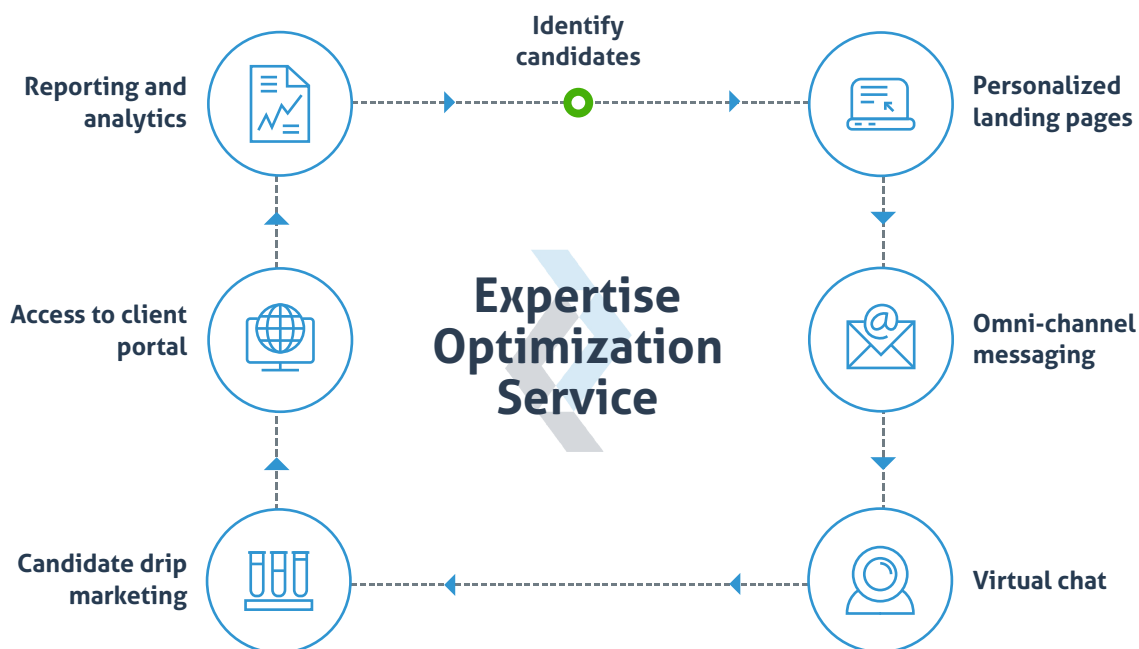 Identify
candidates
Reporting and
analytics
Personalized
landing pages
Access to client
portal
Expertise
Optimization
Service
Omni-channel
messaging
Candidate drip
marketing
Virtual chat
@